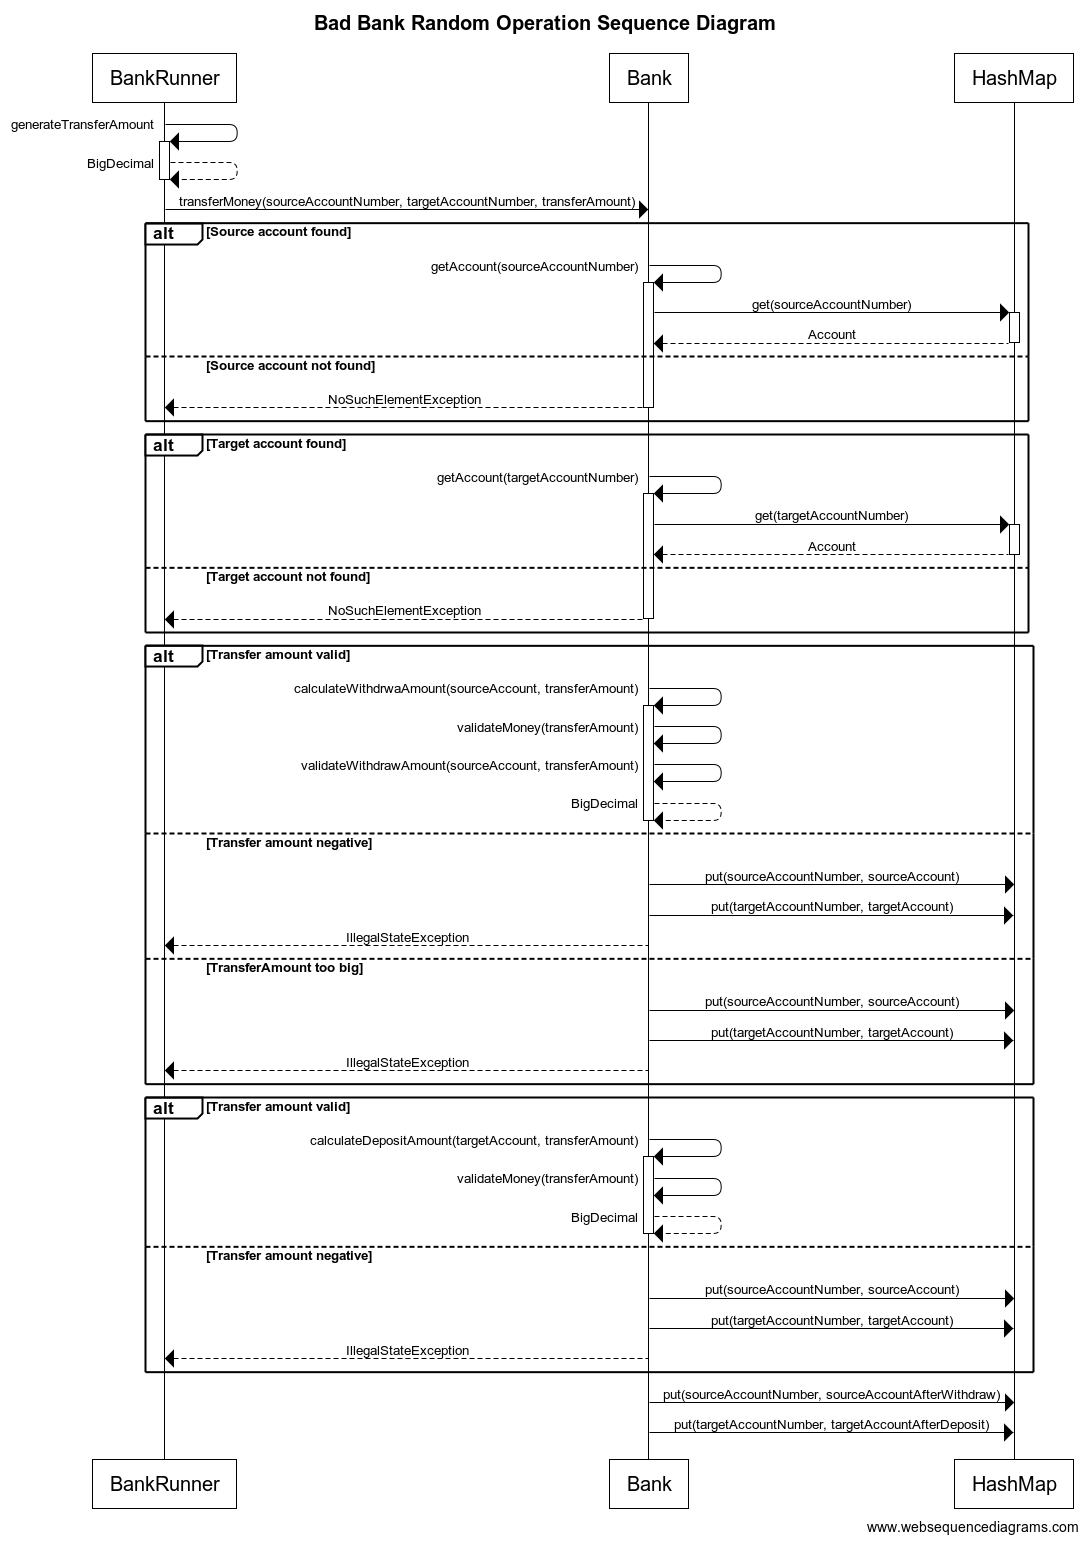 Bad Bank Random Operation Sequence Diagram
BankRunner
Bank
HashMap
generateTransferAmount
BigDecimal
transferMoney(sourceAccountNumber, targetAccountNumber, transferAmount)
alt [Source account found]
getAccount(sourceAccountNumber)
get(sourceAccountNumber)
Account
[Source account not found]
NoSuchElementException
alt [Target account found]
getAccount(targetAccountNumber)
get(targetAccountNumber)
Account
[Target account not found]
NoSuchElementException
alt [Transfer amount valid]
calculateWithdrwaAmount(sourceAccount, transferAmount)
validateMoney(transferAmount)
validateWithdrawAmount(sourceAccount, transferAmount)
BigDecimal
[Transfer amount negative]
put(sourceAccountNumber, sourceAccount)
put(targetAccountNumber, targetAccount)
IllegalStateException
[TransferAmount too big]
put(sourceAccountNumber, sourceAccount)
put(targetAccountNumber, targetAccount)
IllegalStateException
alt [Transfer amount valid]
calculateDepositAmount(targetAccount, transferAmount)
validateMoney(transferAmount)
BigDecimal
[Transfer amount negative]
put(sourceAccountNumber, sourceAccount)
put(targetAccountNumber, targetAccount)
IllegalStateException
put(sourceAccountNumber, sourceAccountAfterWithdraw)
put(targetAccountNumber, targetAccountAfterDeposit)
BankRunner
Bank
HashMap
www.websequencediagrams.com